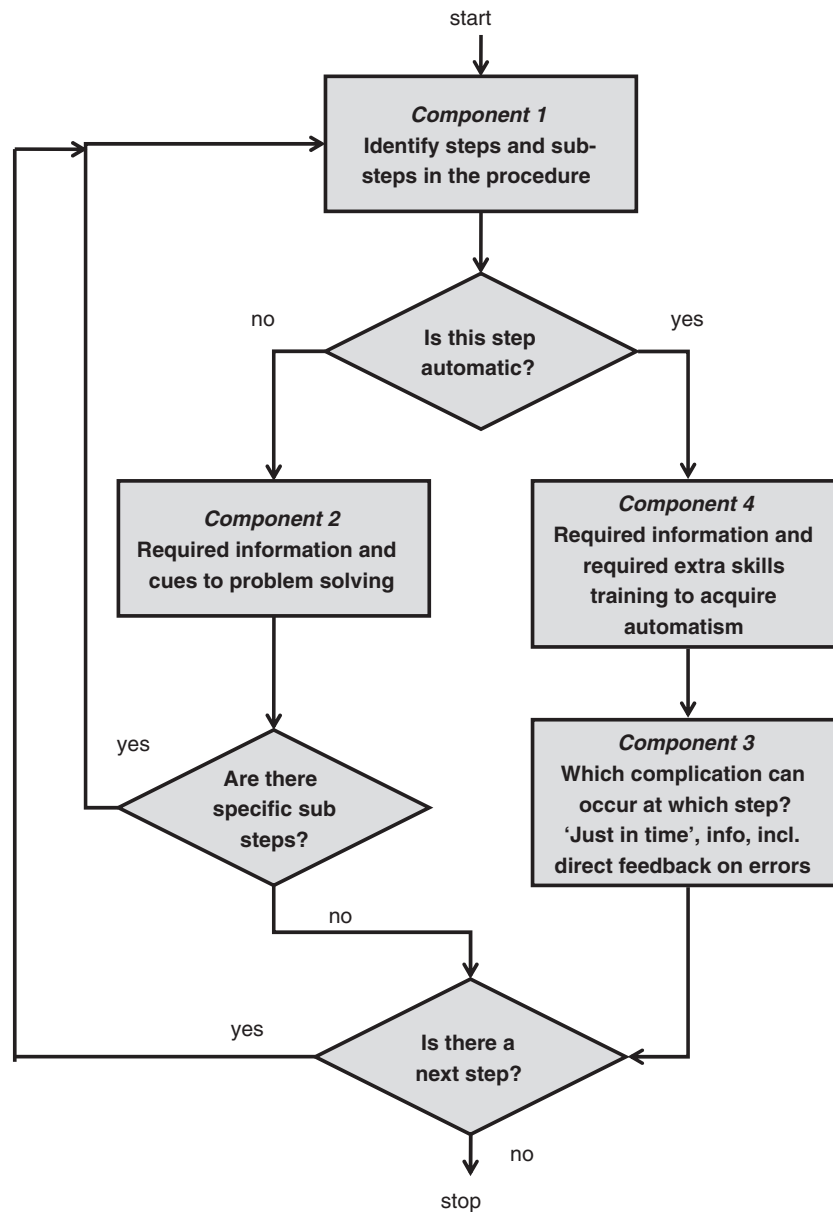 start
Component 1
Identify steps and sub-
steps in the procedure
no
yes
Is this step
automatic?
Component 2
Required information and
cues to problem solving
Component 4
Required information and
required extra skills
training to acquire
automatism
yes
Are there
specific sub
steps?
Component 3
Which complication can
occur at which step?
‘Just in time’, info, incl.
direct feedback on errors
no
yes
Is there a
next step?
no
stop